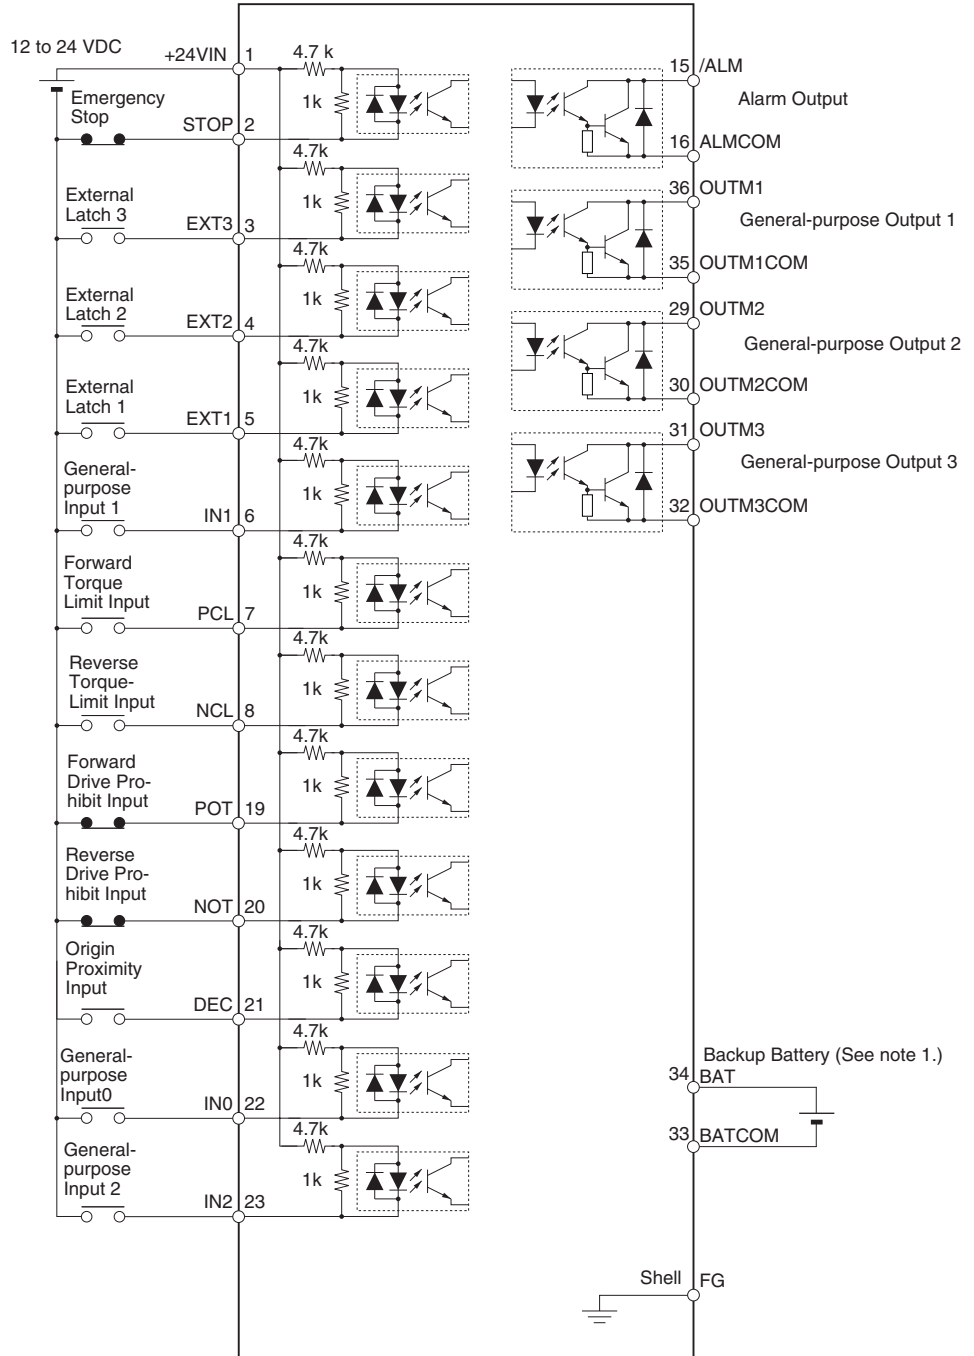 12 to 24 VDC
+24VIN 1
4.7 k
1k
Emergency
Stop
STOP 2
4.7k
1k
External
Latch 3
EXT3 3
4.7k
1k
External
Latch 2
EXT2 4
4.7k
1k
External
Latch 1
EXT1 5
4.7k
1k
General-
purpose
Input 1
IN1 6
4.7k
1k
Forward
Torque
Limit Input
PCL 7
4.7k
1k
Reverse
Torque-
Limit Input
NCL 8
4.7k
1k
Forward
Drive Pro-
hibit Input
POT 19
4.7k
1k
Reverse
Drive Pro-
hibit Input
NOT 20
4.7k
1k
Origin
Proximity
Input
DEC 21
4.7k
1k
General-
purpose
Input0
IN0 22
4.7k
1k
General-
purpose
Input 2
IN2 23
15 /ALM
Alarm Output
16 ALMCOM
36 OUTM1
General-purpose Output 1
35 OUTM1COM
29 OUTM2
General-purpose Output 2
30 OUTM2COM
31 OUTM3
General-purpose Output 3
32 OUTM3COM
Backup Battery (See note 1.)
34 BAT
33 BATCOM
Shell FG